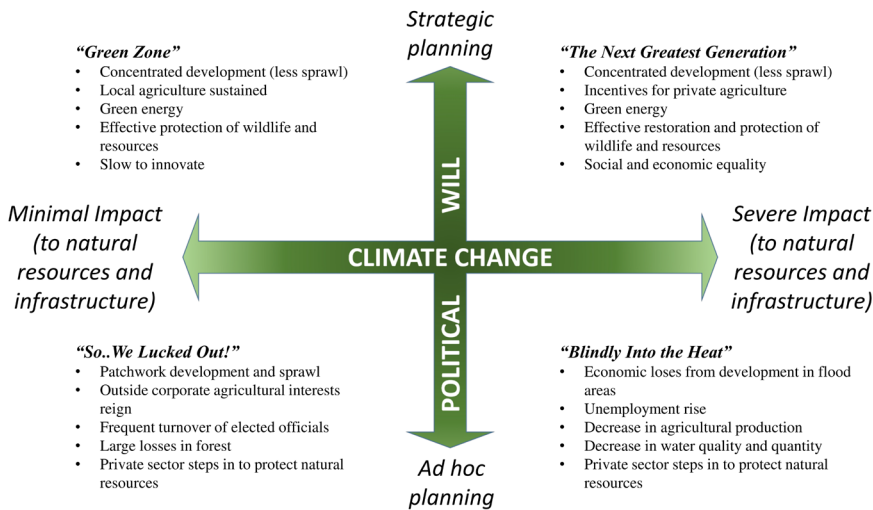 Strategic
planning
“Green Zone”
• Concentrated development (less sprawl)
• Local agriculture sustained
• Green energy
• Effective protection of wildlife and
resources
• Slow to innovate
“The Next Greatest Generation”
• Concentrated development (less sprawl)
• Incentives for private agriculture
• Green energy
• Effective restoration and protection of
wildlife and resources
• Social and economic equality
Minimal Impact
(to natural
resources and
infrastructure)
CLIMATE CHANGE
POLITICAL WILL
Severe Impact
(to natural
resources and
infrastructure)
“So..We Lucked Out!”
• Patchwork development and sprawl
• Outside corporate agricultural interests
reign
• Frequent turnover of elected officials
• Large losses in forest
• Private sector steps in to protect natural
resources
“Blindly Into the Heat”
• Economic loses from development in flood
areas
• Unemployment rise
• Decrease in agricultural production
• Decrease in water quality and quantity
• Private sector steps in to protect natural
resources
Ad hoc
planning